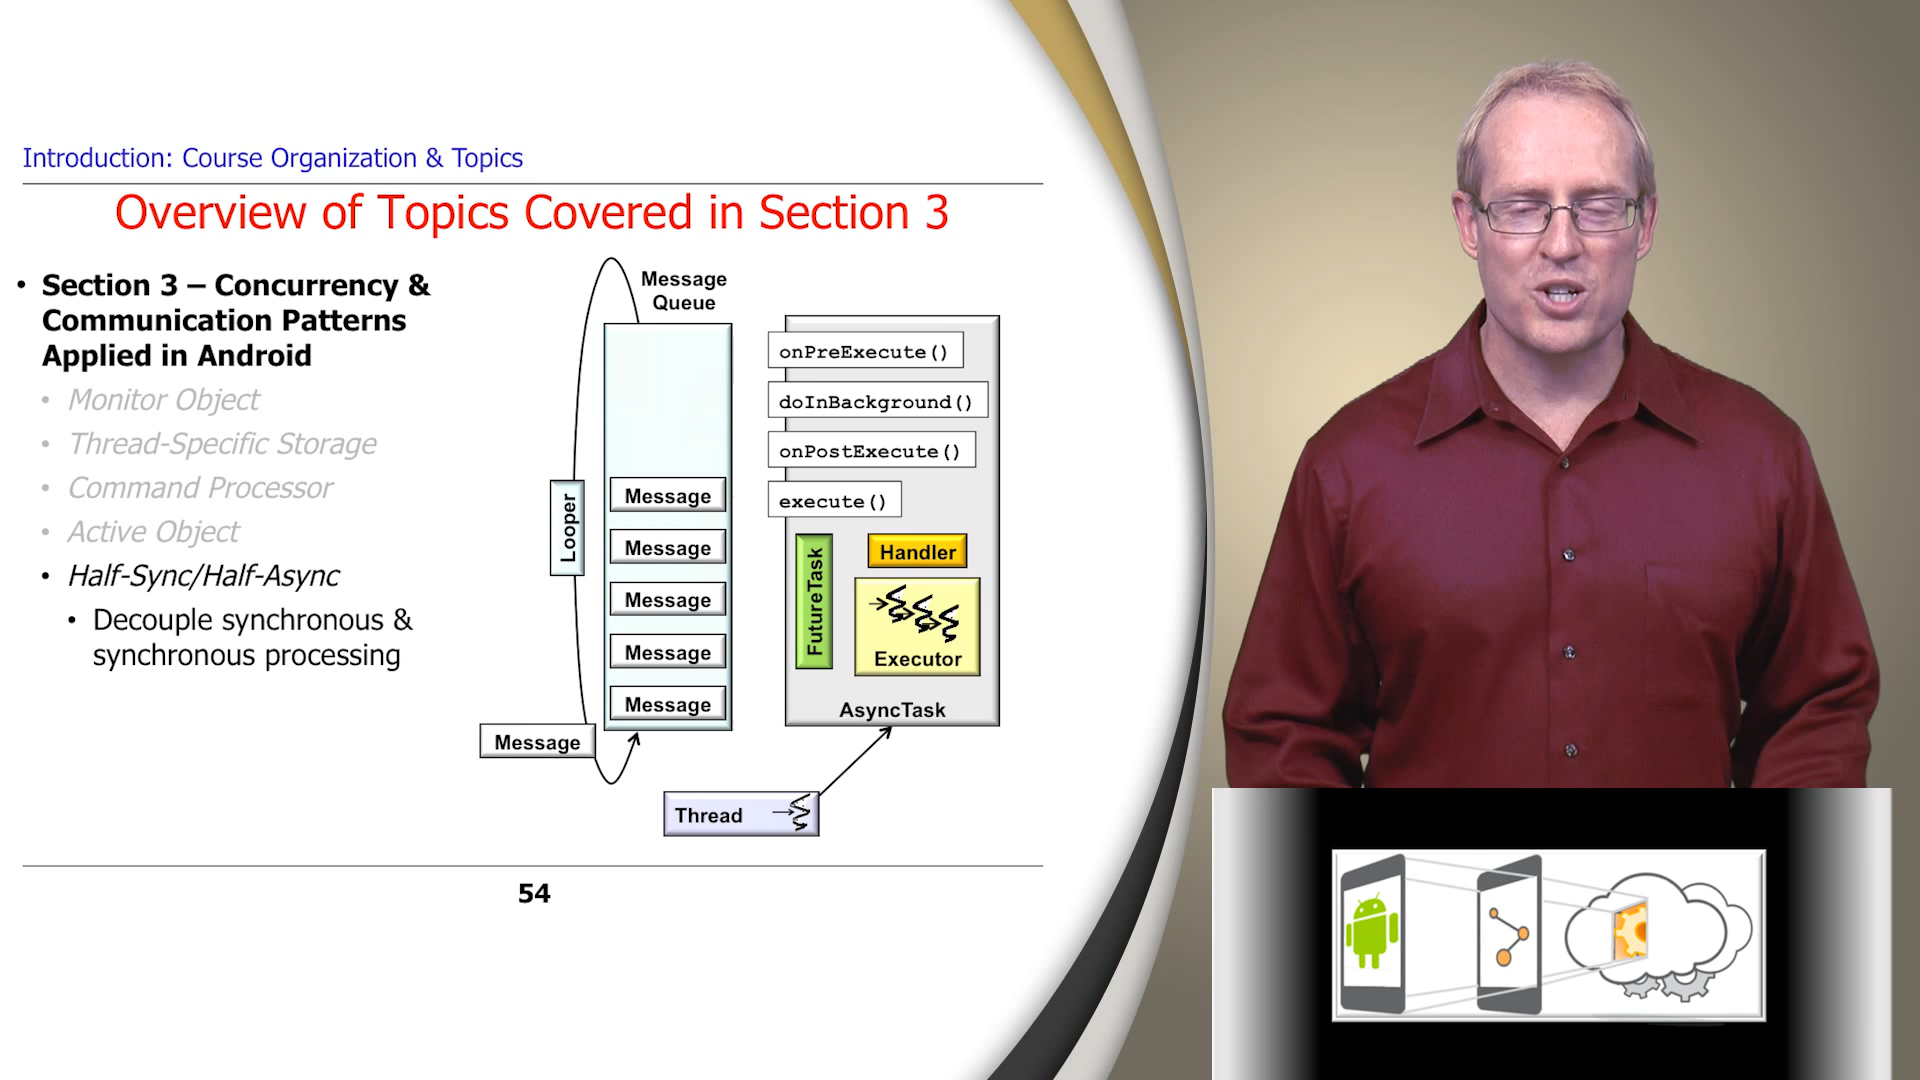 Introduction: Course Organization & Topics
Overview of Topics Covered in Section 3
• Section 3 – Concurrency &
Communication Patterns
Applied in Android
• Monitor Object
• Thread-Specific Storage
• Command Processor
• Active Object
• Half-Sync/Half-Async
• Decouple synchronous &
synchronous processing
Message
Queue
Looper
Message
Message
Message
Message
Message
Message
onPreExecute()
doInBackground()
onPostExecute()
execute()
FutureTask
Handler
Executor
AsyncTask
Thread
54